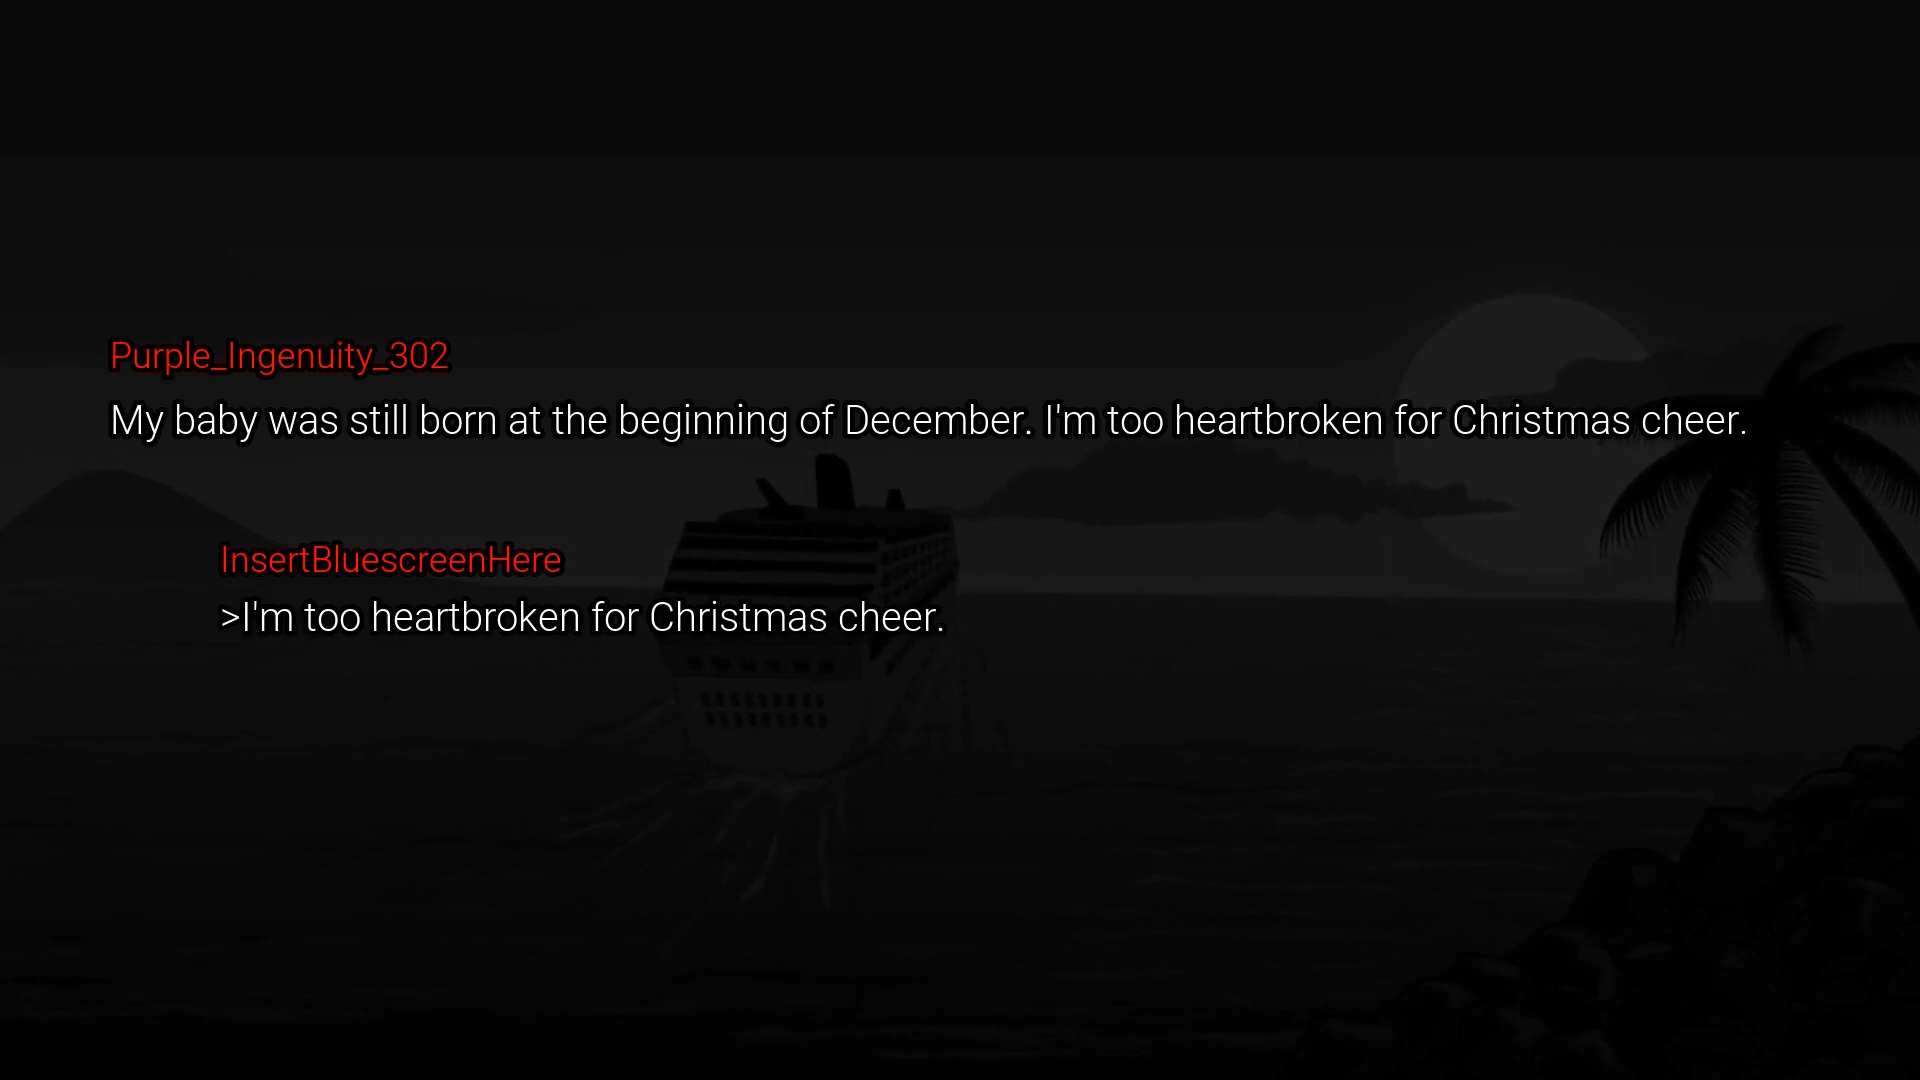 Purple_Ingenuity_302
My baby was still born at the beginning of December. I'm too heartbroken for Christmas cheer.
InsertBluescreenHere
>I'm too heartbroken for Christmas cheer.